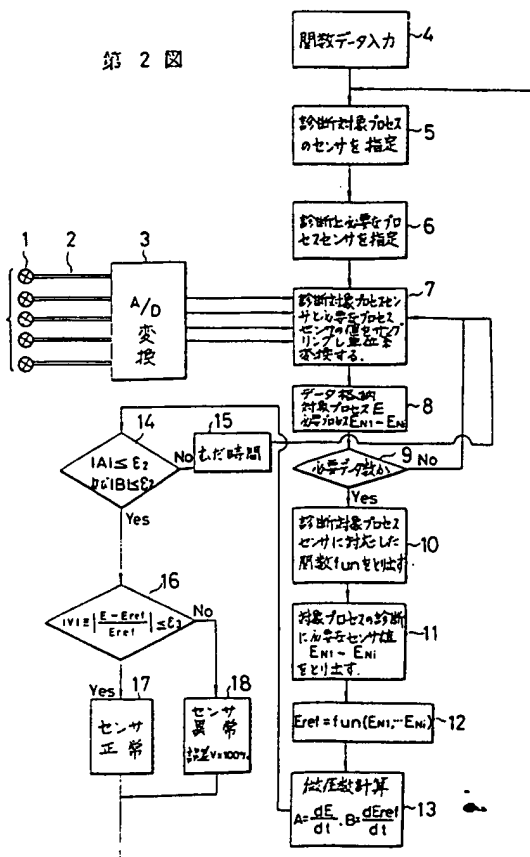 第 2 図
関数データ入力
4
診断対象プロセス
のセンサを指定
5
診断に必要なプロ
セスセンサを指定
6
1
2
3
A/D
変換
診断対象プロセスセン
サと必要なプロセス
センサの値をサンプ
リングし単位系
変換する.
7
データ格納
対象プロセス E
必要プロセス EN1-ENi
8
必要データ数か
9
No
Yes
診断対象プロセス
センサに対応した
関数funをとり出す.
10
対象プロセスの診断
に必要なセンサ値
EN1~ENi
をとり出す.
11
Eref=fun(EN1,…ENi)
12
微係数計算
A=dE/dt . B=dEref/dt
13
14
|A|≤ε2
|B|≤ε2
No
15
むだ時間
Yes
16
|V|≡|E-Eref/Eref|≤ε3
No
Yes
17
センサ
正常
18
センサ
異常